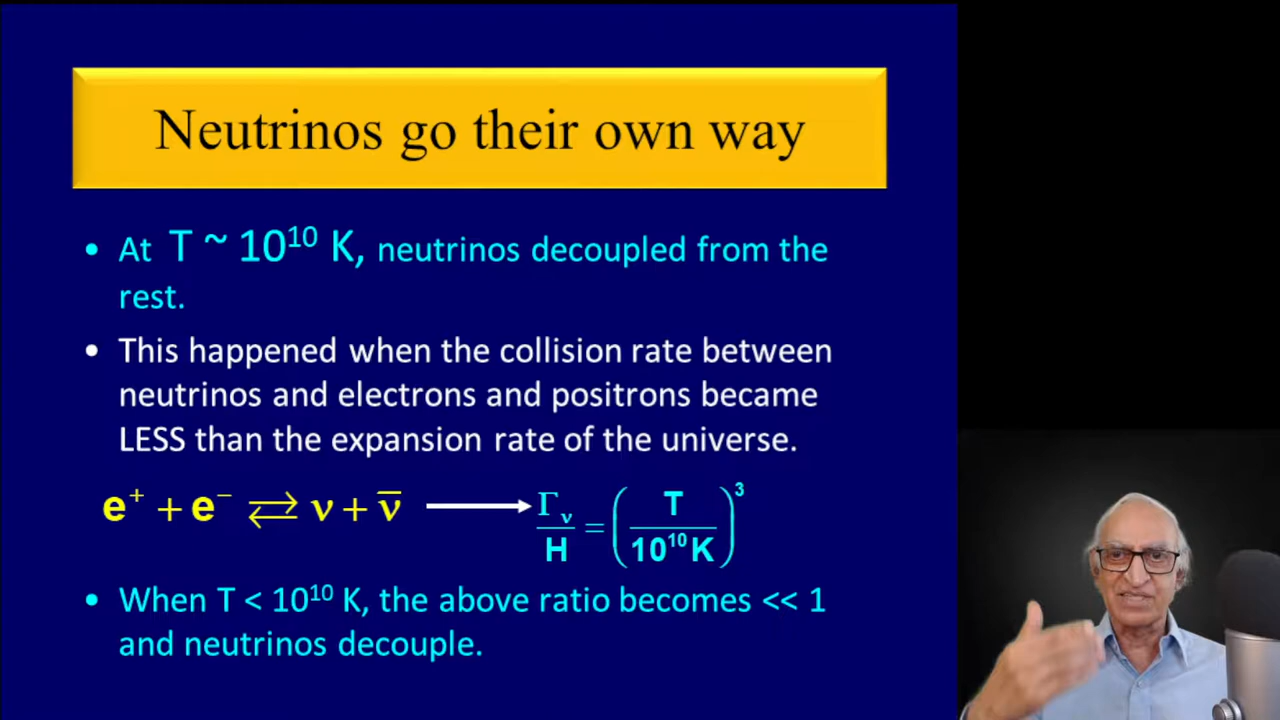 Neutrinos go their own way
• At T ~ 10¹⁰ K, neutrinos decoupled from the
rest.
• This happened when the collision rate between
neutrinos and electrons and positrons became
LESS than the expansion rate of the universe.
e⁺ + e⁻ ⇄ ν + ν̅ ⟶ Γᵥ/H = (T/10¹⁰K)³
• When T < 10¹⁰ K, the above ratio becomes << 1
and neutrinos decouple.